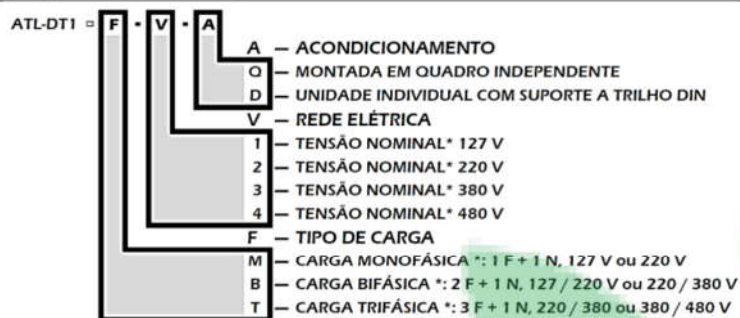 ATL-DT1 ▫ F - V - A
A – ACONDICIONAMENTO
Q – MONTADA EM QUADRO INDEPENDENTE
D – UNIDADE INDIVIDUAL COM SUPORTE A TRILHO DIN
V – REDE ELÉTRICA
1 – TENSÃO NOMINAL* 127 V
2 – TENSÃO NOMINAL* 220 V
3 – TENSÃO NOMINAL* 380 V
4 – TENSÃO NOMINAL* 480 V
F – TIPO DE CARGA
M – CARGA MONOFÁSICA *: 1 F + 1 N, 127 V ou 220 V
B – CARGA BIFÁSICA *: 2 F + 1 N, 127 / 220 V ou 220 / 380 V
T – CARGA TRIFÁSICA *: 3 F + 1 N, 220 / 380 ou 380 / 480 V